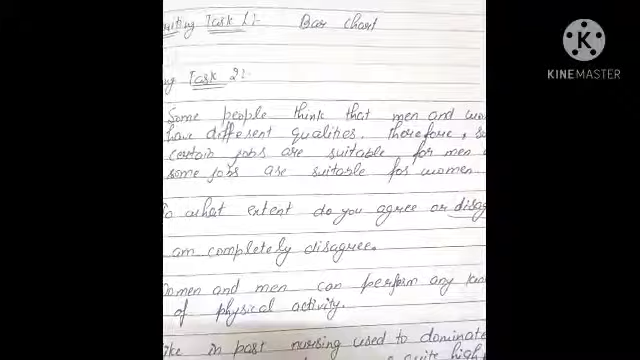 Task 1:- Bar chart
Task 2:-
Some people think that men and
have different qualities. Therefore,
certain jobs are suitable for men
some jobs are suitable for women.
what extent do you agree or
am completely disagree.
and men can perform any
of physical activity.
in past nursing used to dominate
quite high
KINEMASTER